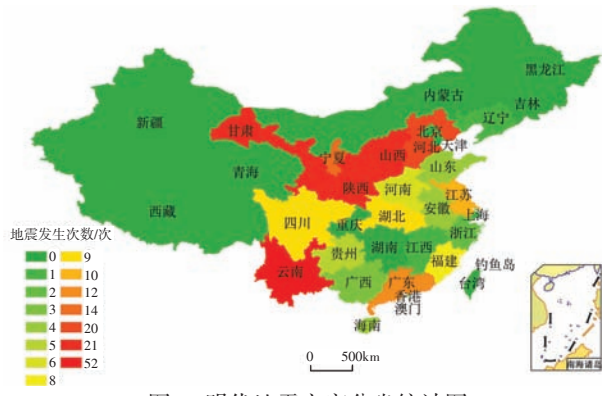 黑龙江
内蒙古
吉林
新疆
辽宁
北京
甘肃
河北天津
宁夏
山西
山东
青海
陕西
河南
江苏
西藏
安徽
上海
四川
湖北
重庆
浙江
地震发生次数/次
湖南
江西
贵州
福建
钓鱼岛
云南
广西
广东
台湾
香港
澳门
海南
0
1
2
3
4
5
6
8
9
10
12
14
20
21
52
0 500km
南海诸岛